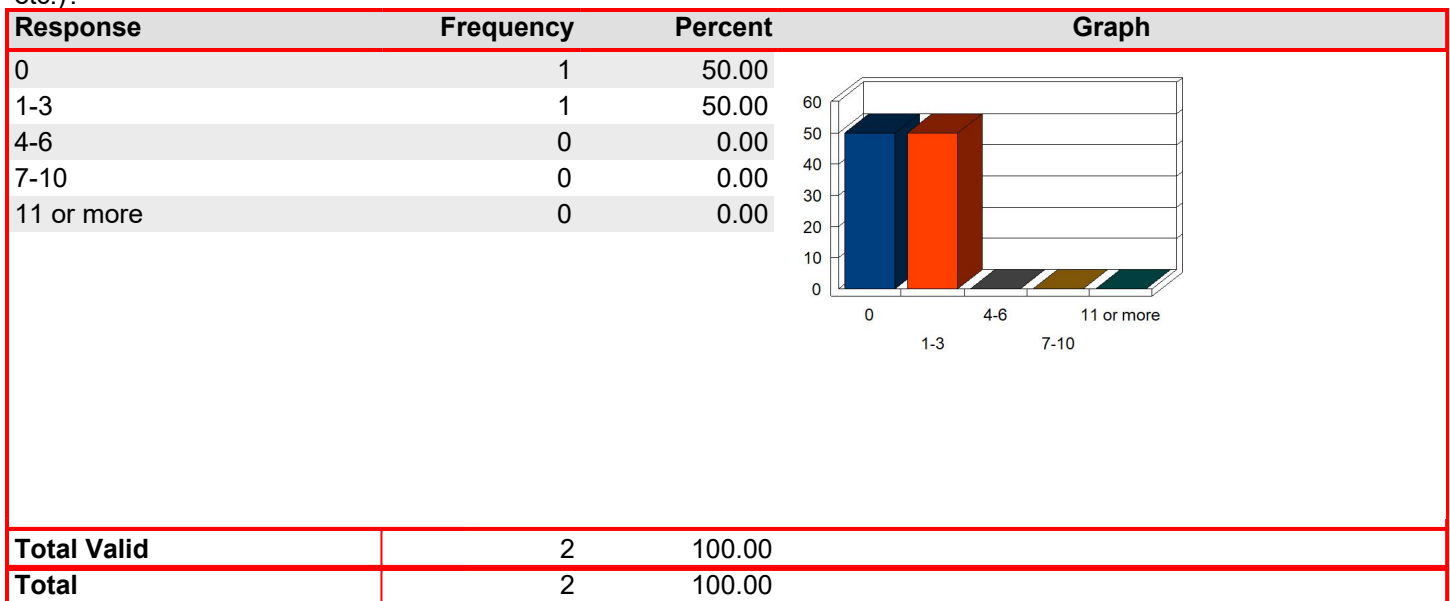 etc.)?
Response Frequency Percent Graph
0 1 50.00
1-3 1 50.00
4-6 0 0.00
7-10 0 0.00
11 or more 0 0.00
60
50
40
30
20
10
0
0 4-6 11 or more
1-3 7-10
Total Valid 2 100.00
Total 2 100.00